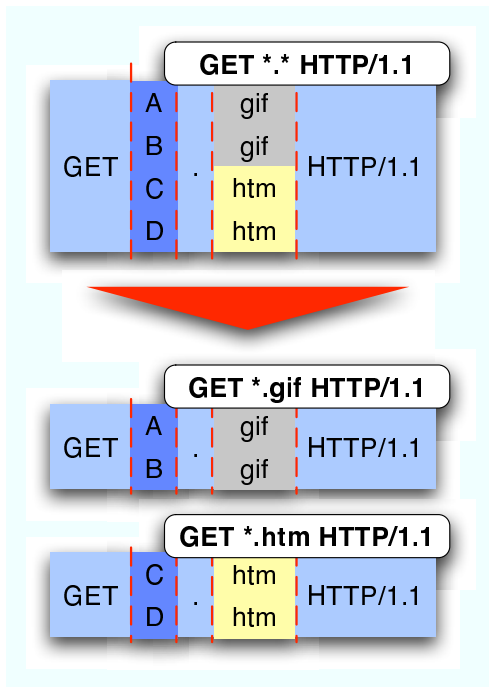 GET *.* HTTP/1.1
A gif
B gif
GET . HTTP/1.1
C htm
D htm
GET *.gif HTTP/1.1
A gif
GET . HTTP/1.1
B gif
GET *.htm HTTP/1.1
C htm
GET . HTTP/1.1
D htm